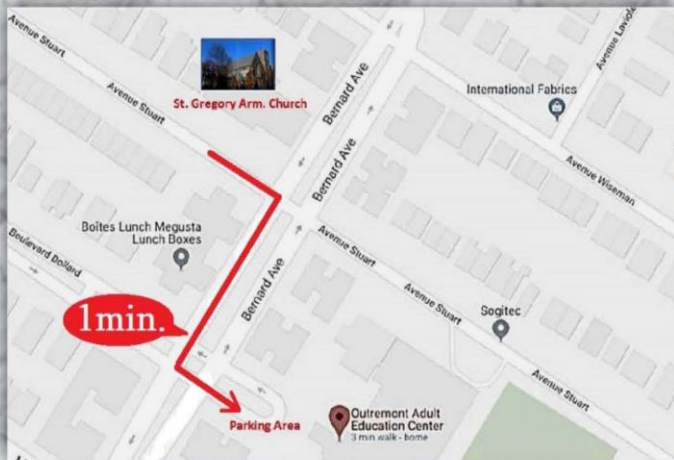 Avenue Stuart
Avenue Stuart
St. Gregory Arm. Church
Bernard Ave
Bernard Ave
International Fabrics
Avenue Wiseman
Boîtes Lunch Megusta
Lunch Boxes
Boulevard Dollard
Bernard Ave
Avenue Stuart
Avenue Stuart
Sogitec
Avenue Stuart
1min.
Parking Area
Outremont Adult
Education Center
3 min walk - home